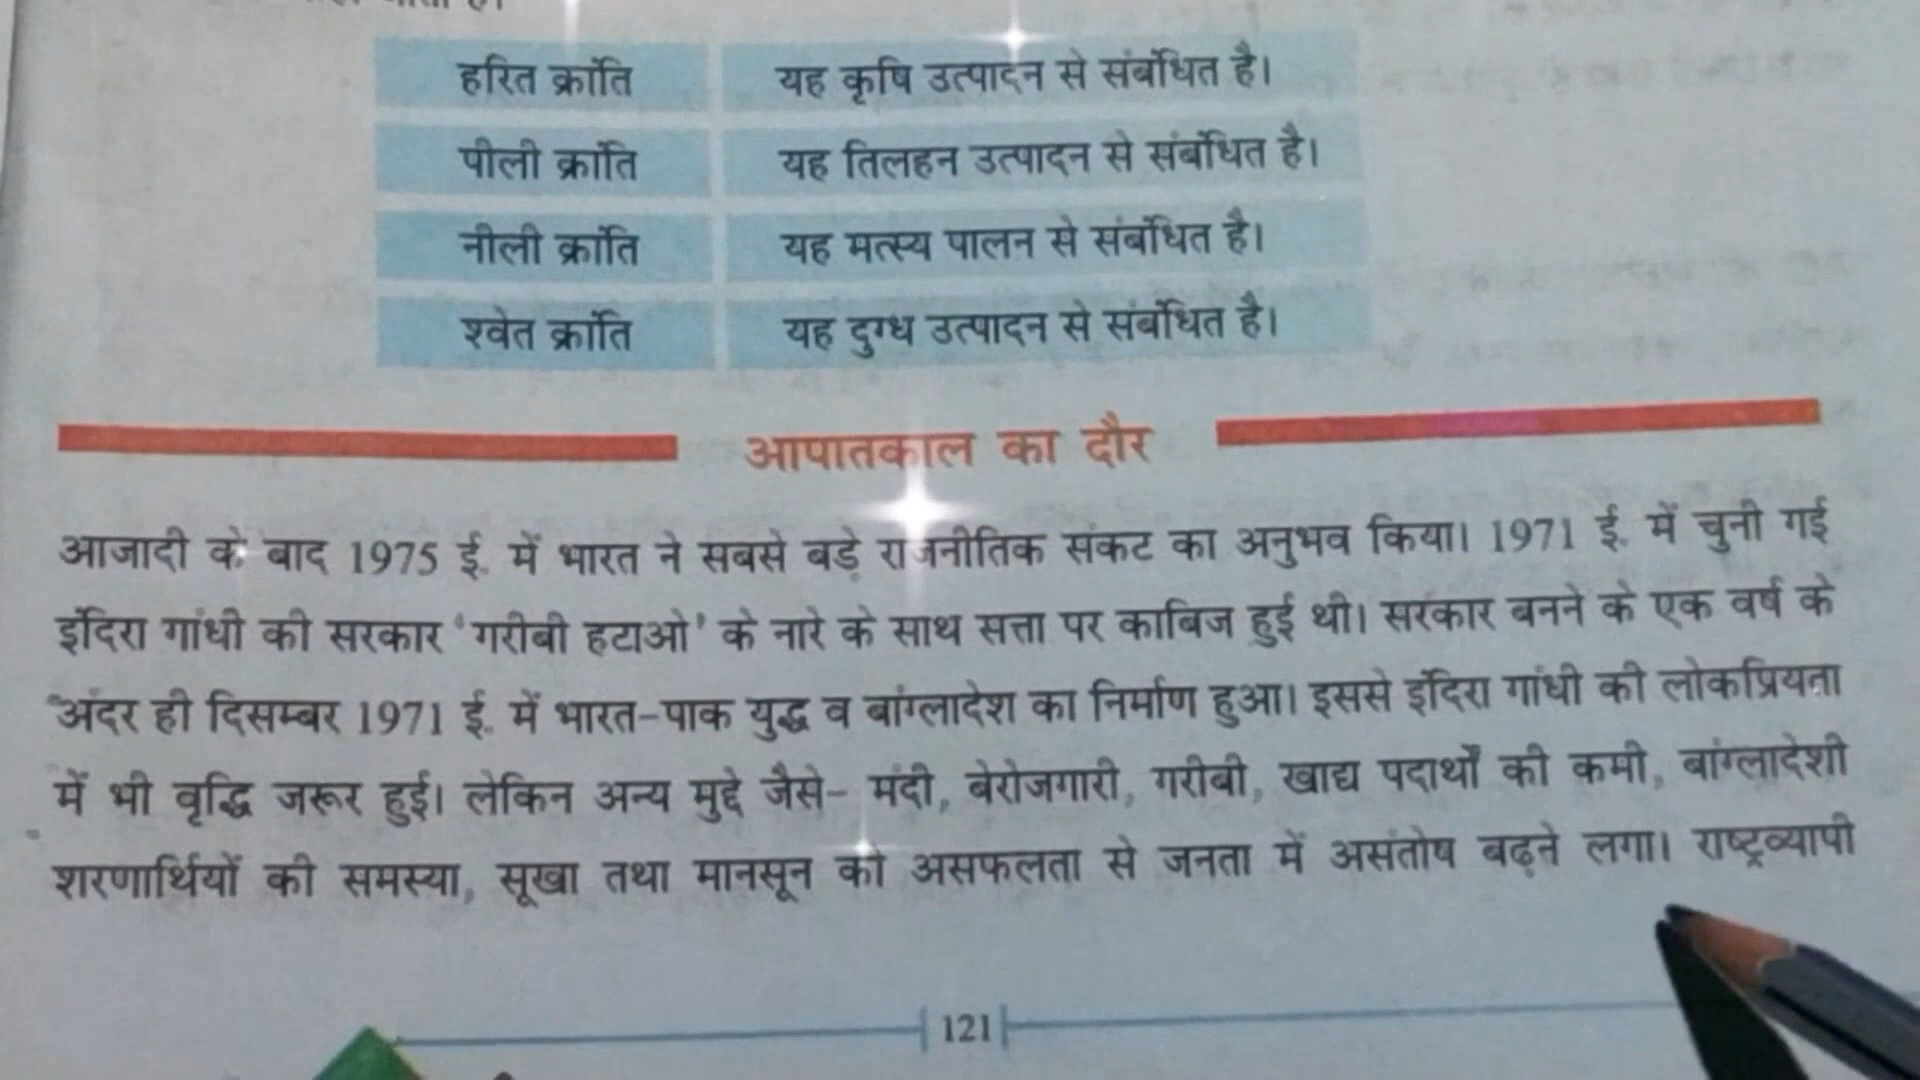 हरित क्रांति यह कृषि उत्पादन से संबंधित है।
पीली क्रांति यह तिलहन उत्पादन से संबंधित है।
नीली क्रांति यह मत्स्य पालन से संबंधित है।
श्वेत क्रांति यह दुग्ध उत्पादन से संबंधित है।
आपातकाल का दौर
आजादी के बाद 1975 ई. में भारत ने सबसे बड़े राजनीतिक संकट का अनुभव किया। 1971 ई. में चुनी गई
इंदिरा गांधी की सरकार 'गरीबी हटाओ' के नारे के साथ सत्ता पर काबिज हुई थी। सरकार बनने के एक वर्ष के
अंदर ही दिसम्बर 1971 ई. में भारत-पाक युद्ध व बांग्लादेश का निर्माण हुआ। इससे इंदिरा गांधी की लोकप्रियता
में भी वृद्धि जरूर हुई। लेकिन अन्य मुद्दे जैसे- मंदी, बेरोजगारी, गरीबी, खाद्य पदार्थों की कमी, बांग्लादेशी
शरणार्थियों की समस्या, सूखा तथा मानसून की असफलता से जनता में असंतोष बढ़ने लगा। राष्ट्रव्यापी
121